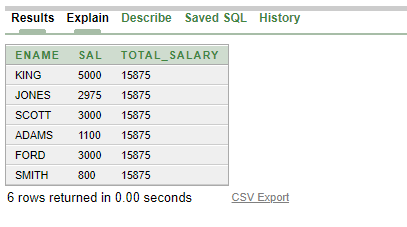 Results Explain Describe Saved SQL History
ENAME SAL TOTAL_SALARY
KING 5000 15875
JONES 2975 15875
SCOTT 3000 15875
ADAMS 1100 15875
FORD 3000 15875
SMITH 800 15875
6 rows returned in 0.00 seconds CSV Export